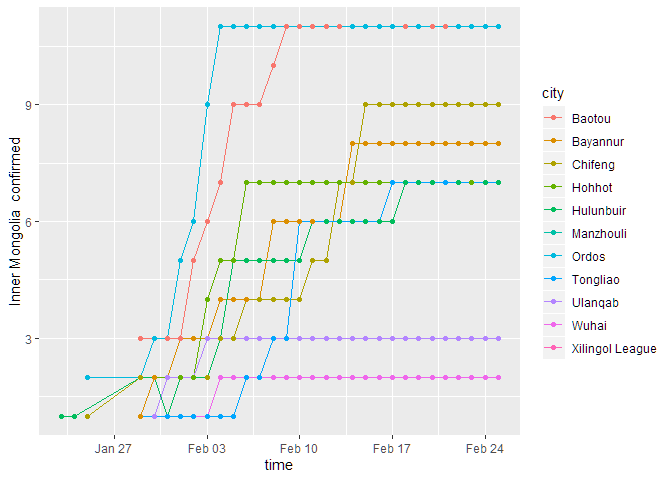 Inner Mongolia  confirmed
9
6
3
Jan 27
Feb 03
Feb 10
Feb 17
Feb 24
time
city
Baotou
Bayannur
Chifeng
Hohhot
Hulunbuir
Manzhouli
Ordos
Tongliao
Ulanqab
Wuhai
Xilingol League